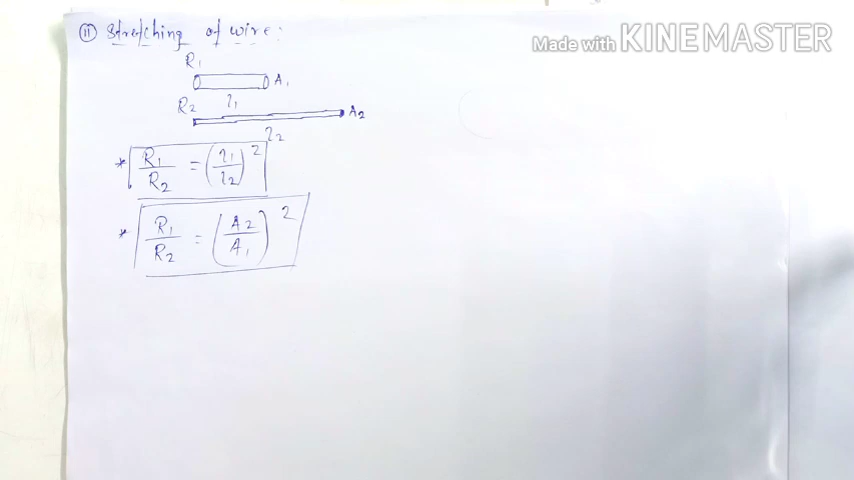 (ii) Stretching of wire:
Made with KINEMASTER
R₁
A₁
l₁
R₂
A₂
l₂
* R₁/R₂ = (l₁/l₂)²
* R₁/R₂ = (A₂/A₁)²